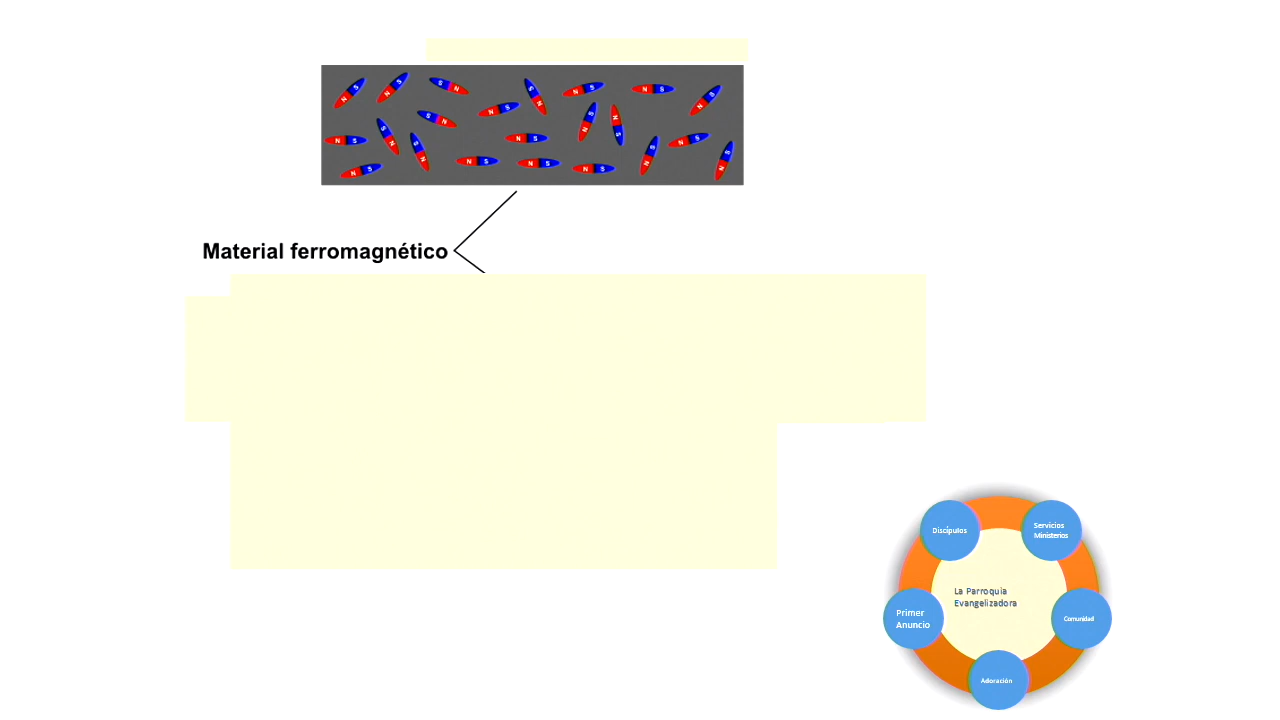 Material ferromagnético
Discípulos
Servicios
Ministerios
La Parroquia
Evangelizadora
Primer
Anuncio
Comunidad
Adoración